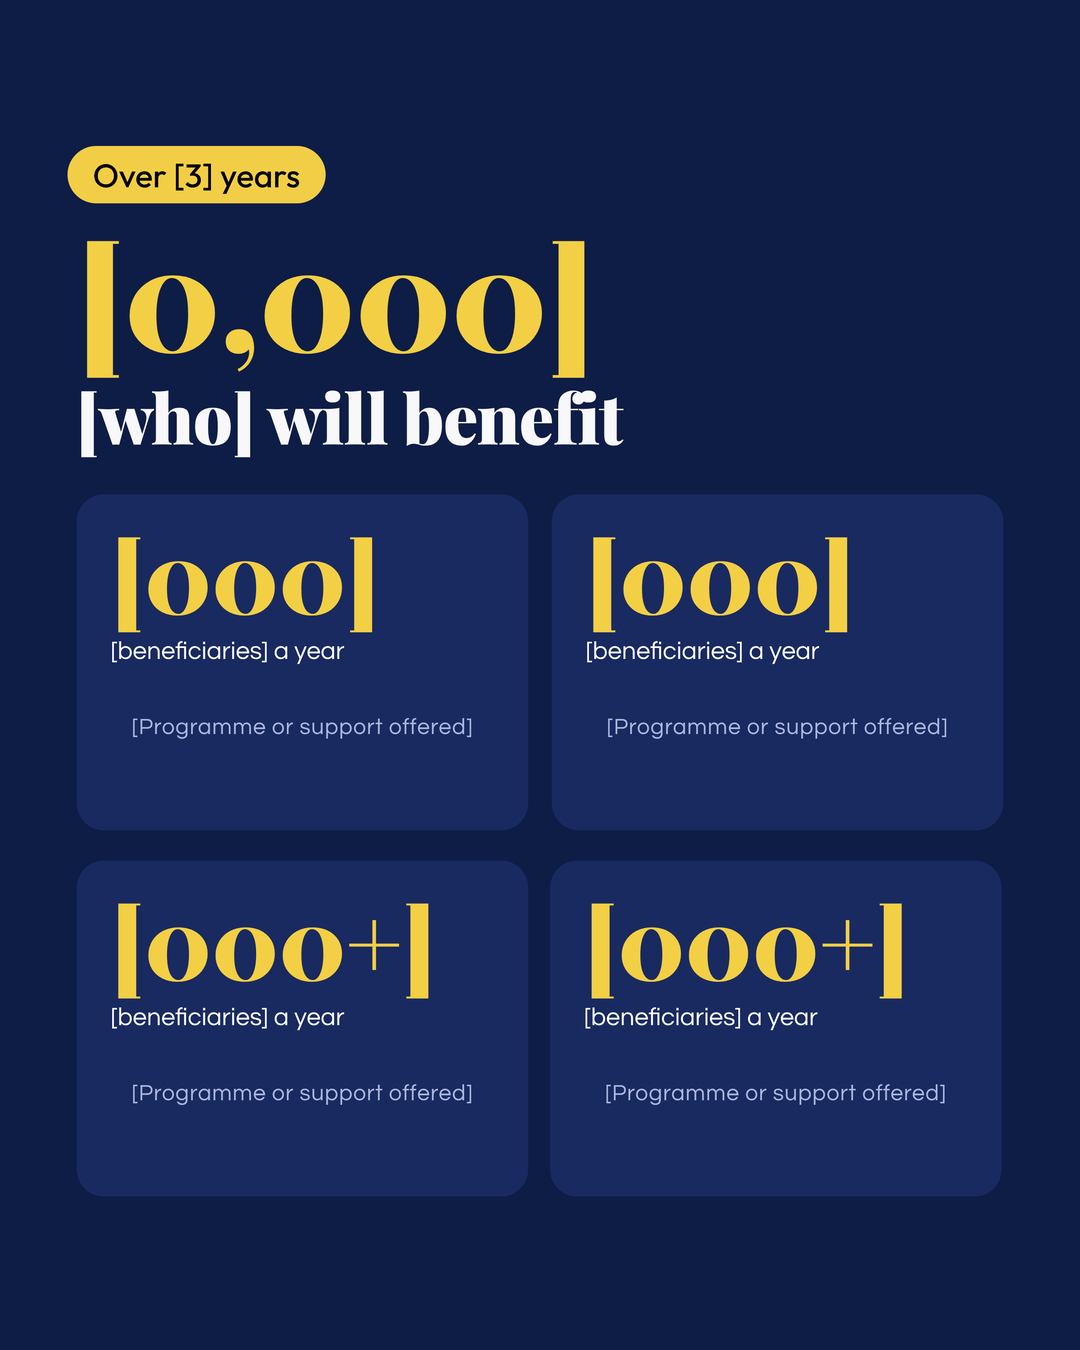 Over [3] years
[0,000]
[who] will benefit
[000]
[beneficiaries] a year
[Programme or support offered]
[000]
[beneficiaries] a year
[Programme or support offered]
[000+]
[beneficiaries] a year
[Programme or support offered]
[000+]
[beneficiaries] a year
[Programme or support offered]